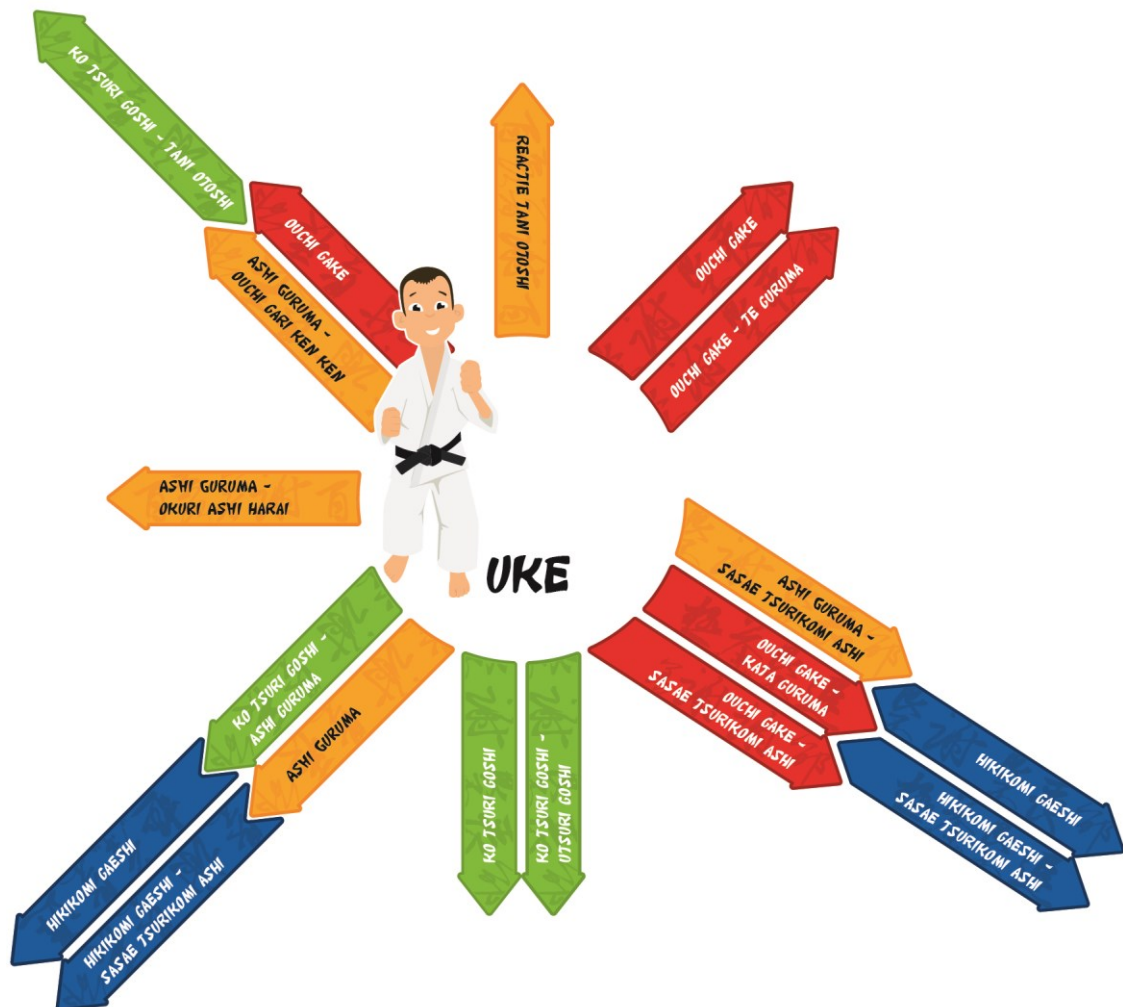 KO TSURI GOSHI - TANI OTOSHI
OUCHI GAKE
ASHI GURUMA -
OUCHI GARI KEN KEN
REACTIE TANI OTOSHI
OUCHI GAKE
OUCHI GAKE - TE GURUMA
ASHI GURUMA -
OKURI ASHI HARAI
UKE
ASHI GURUMA -
SASAE TSURIKOMI ASHI
OUCHI GAKE -
KATA GURUMA
OUCHI GAKE -
SASAE TSURIKOMI ASHI
HIKIKOMI GAESHI
HIKIKOMI GAESHI -
SASAE TSURIKOMI ASHI
KO TSURI GOSHI
KO TSURI GOSHI -
UTSURI GOSHI
KO TSURI GOSHI -
ASHI GURUMA
ASHI GURUMA
HIKIKOMI GAESHI
HIKIKOMI GAESHI -
SASAE TSURIKOMI ASHI